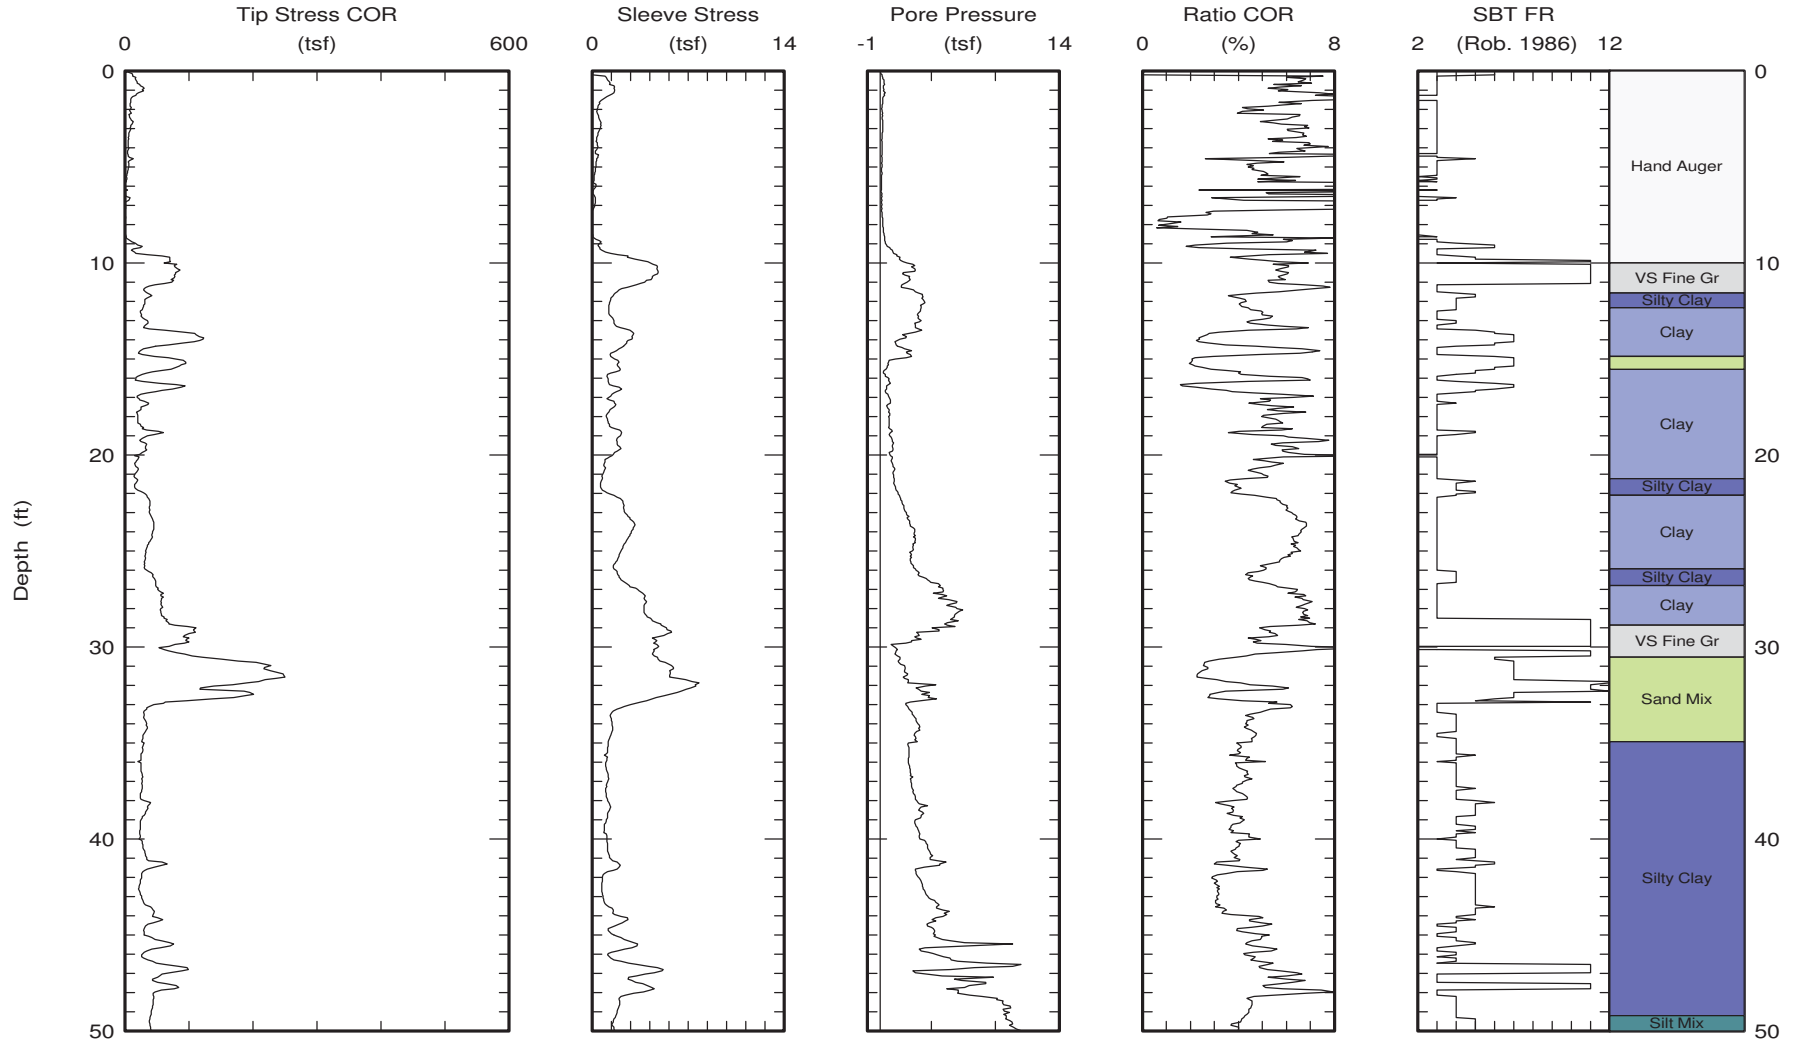 Tip Stress COR
(tsf)
0
600
Sleeve Stress
(tsf)
0
14
Pore Pressure
(tsf)
-1
14
Ratio COR
(%)
0
8
SBT FR
(Rob. 1986)
2
12
Depth (ft)
0
10
20
30
40
50
Hand Auger
VS Fine Gr
Silty Clay
Clay
Clay
Silty Clay
Clay
Silty Clay
Clay
VS Fine Gr
Sand Mix
Silty Clay
Silt Mix
0
10
20
30
40
50